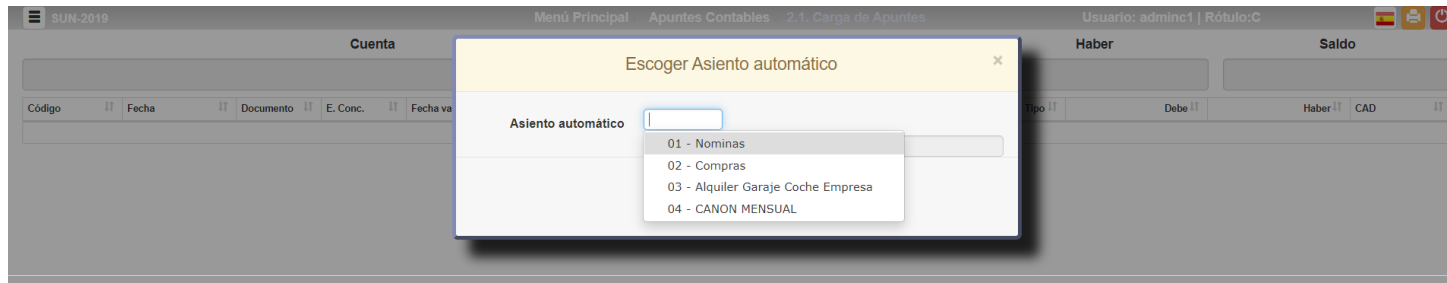 SUN-2019 Menú Principal Apuntes Contables 2.1. Carga de Apuntes Usuario: adminc1 | Rótulo:C
Cuenta Haber Saldo
Escoger Asiento automático ×
Código Fecha Documento E. Conc. Fecha va Tipo Debe Haber CAD
Asiento automático
01 - Nominas
02 - Compras
03 - Alquiler Garaje Coche Empresa
04 - CANON MENSUAL